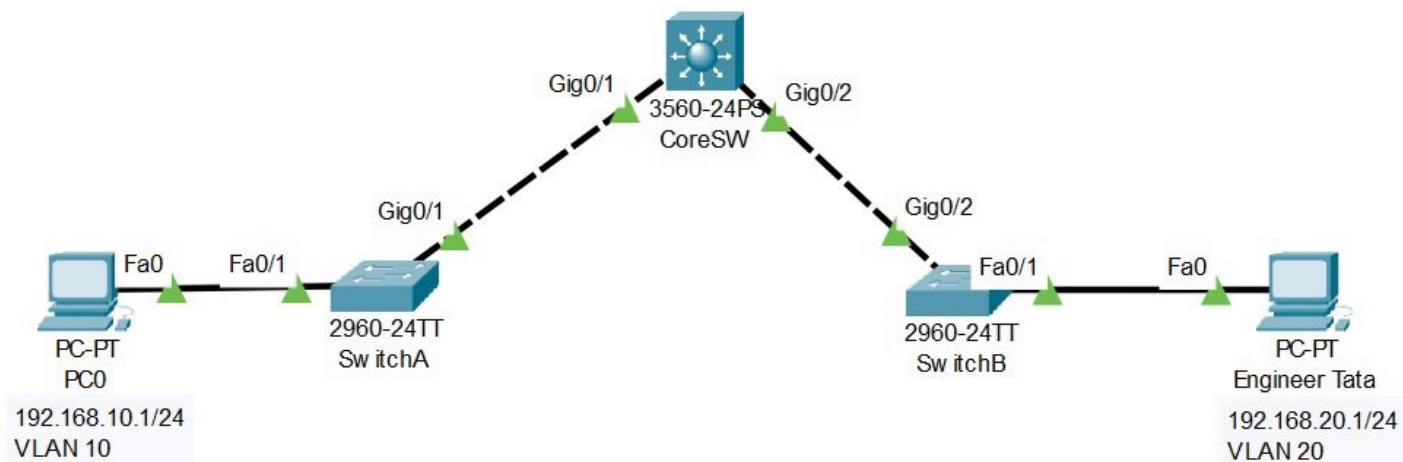 Gig0/1
Gig0/2
3560-24PS
CoreSW
Gig0/1
Gig0/2
Fa0
Fa0/1
Fa0/1
Fa0
2960-24TT
SwitchA
2960-24TT
SwitchB
PC-PT
PC0
PC-PT
Engineer Tata
192.168.10.1/24
VLAN 10
192.168.20.1/24
VLAN 20